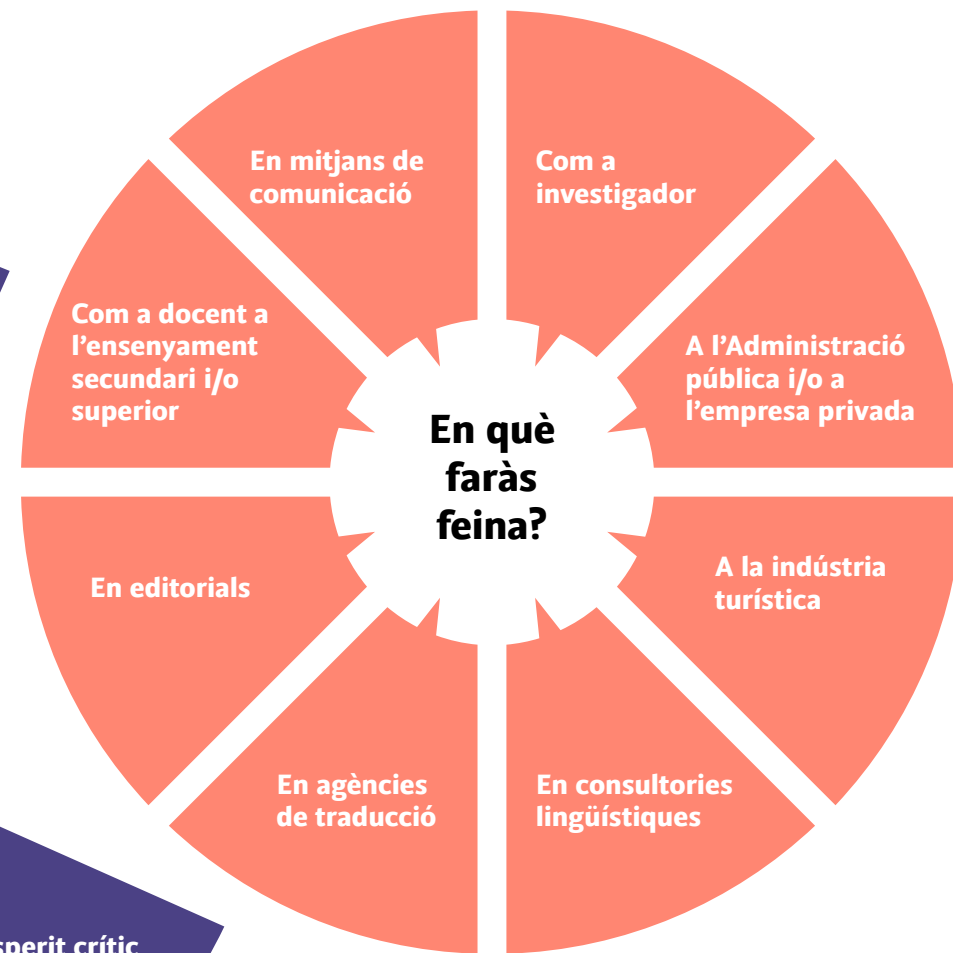 En mitjans de
comunicació
Com a
investigador
Com a docent a
l’ensenyament
secundari i/o
superior
A l’Administració
pública i/o a
l’empresa privada
En què
faràs
feina?
En editorials
A la indústria
turística
En agències
de traducció
En consultories
lingüístiques
crític